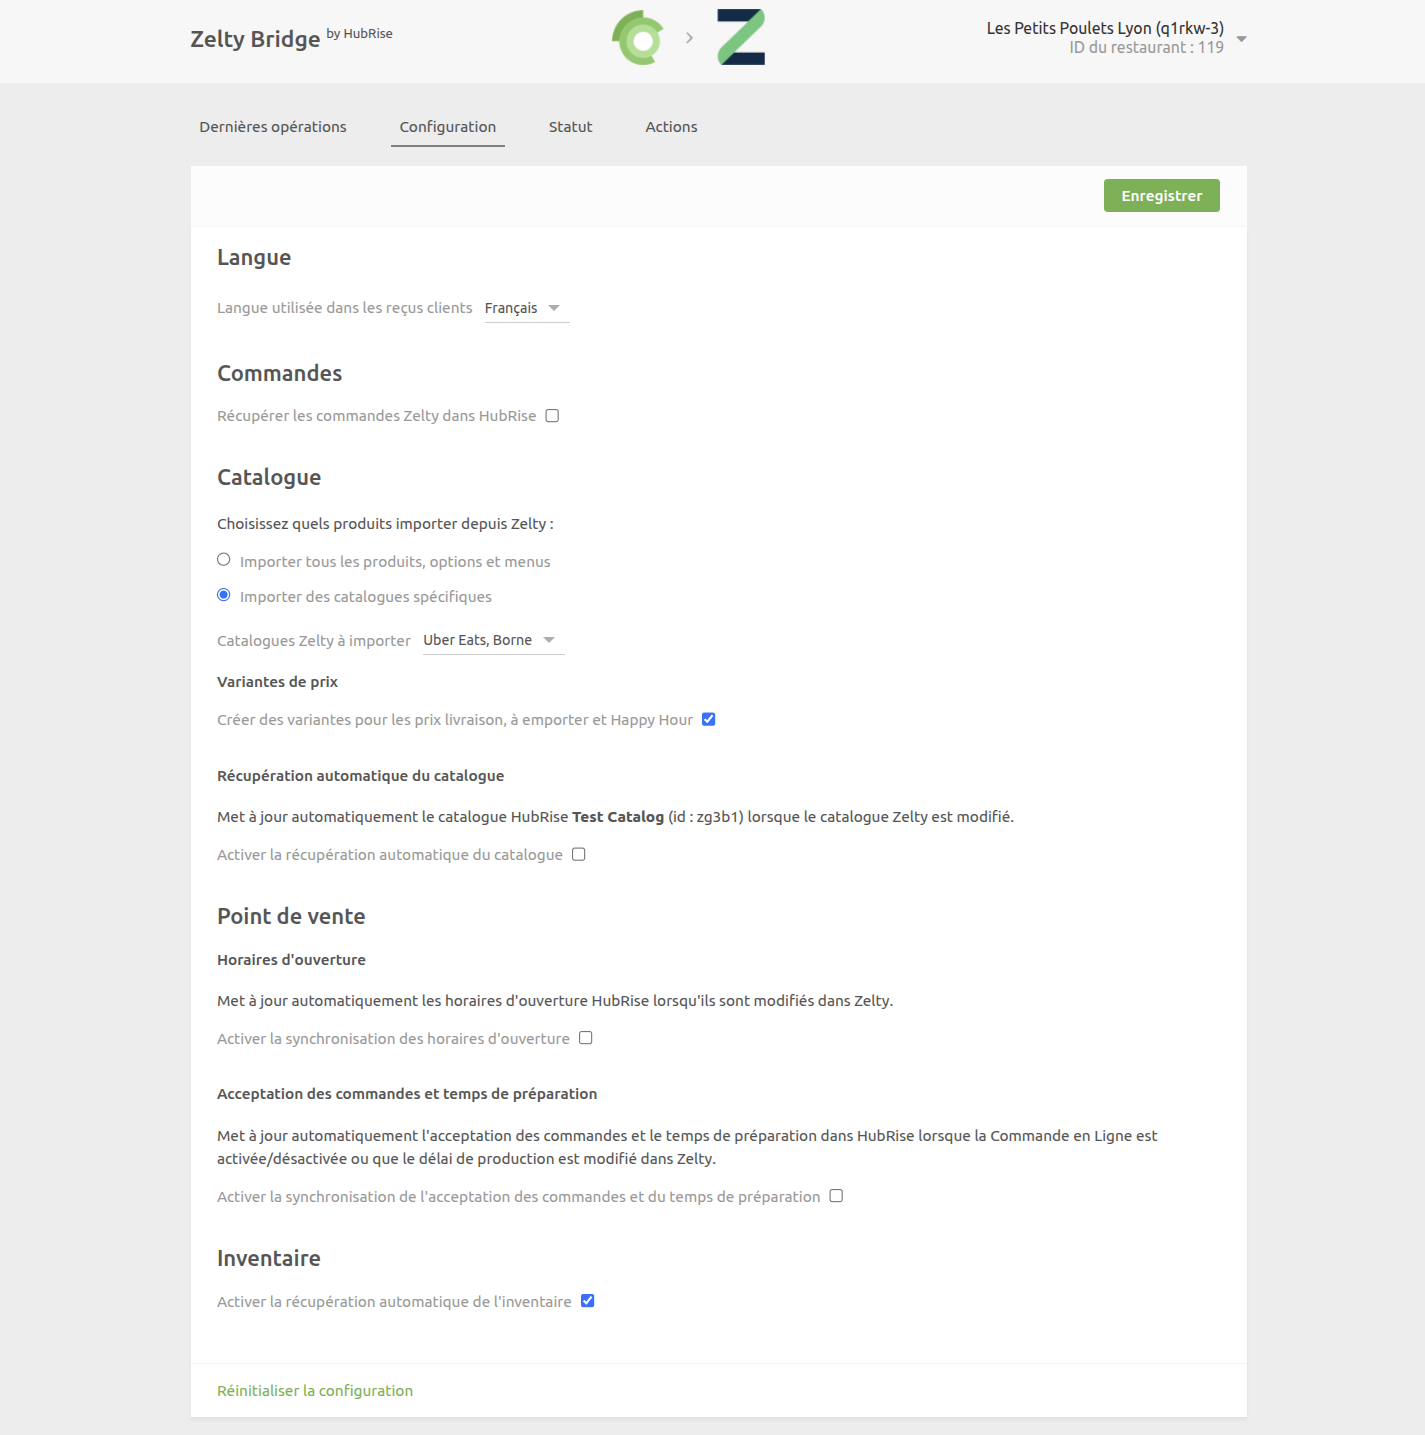 Zelty Bridge by HubRise
Les Petits Poulets Lyon (q1rkw-3)
ID du restaurant : 119
Dernières opérations
Configuration
Statut
Actions
Enregistrer
Langue
Langue utilisée dans les reçus clients Français
Commandes
Récupérer les commandes Zelty dans HubRise
Catalogue
Choisissez quels produits importer depuis Zelty :
Importer tous les produits, options et menus
Importer des catalogues spécifiques
Catalogues Zelty à importer Uber Eats, Borne
Variantes de prix
Créer des variantes pour les prix livraison, à emporter et Happy Hour
Récupération automatique du catalogue
Met à jour automatiquement le catalogue HubRise Test Catalog (id : zg3b1) lorsque le catalogue Zelty est modifié.
Activer la récupération automatique du catalogue
Point de vente
Horaires d'ouverture
Met à jour automatiquement les horaires d'ouverture HubRise lorsqu'ils sont modifiés dans Zelty.
Activer la synchronisation des horaires d'ouverture
Acceptation des commandes et temps de préparation
Met à jour automatiquement l'acceptation des commandes et le temps de préparation dans HubRise lorsque la Commande en Ligne est
activée/désactivée ou que le délai de production est modifié dans Zelty.
Activer la synchronisation de l'acceptation des commandes et du temps de préparation
Inventaire
Activer la récupération automatique de l'inventaire
Réinitialiser la configuration